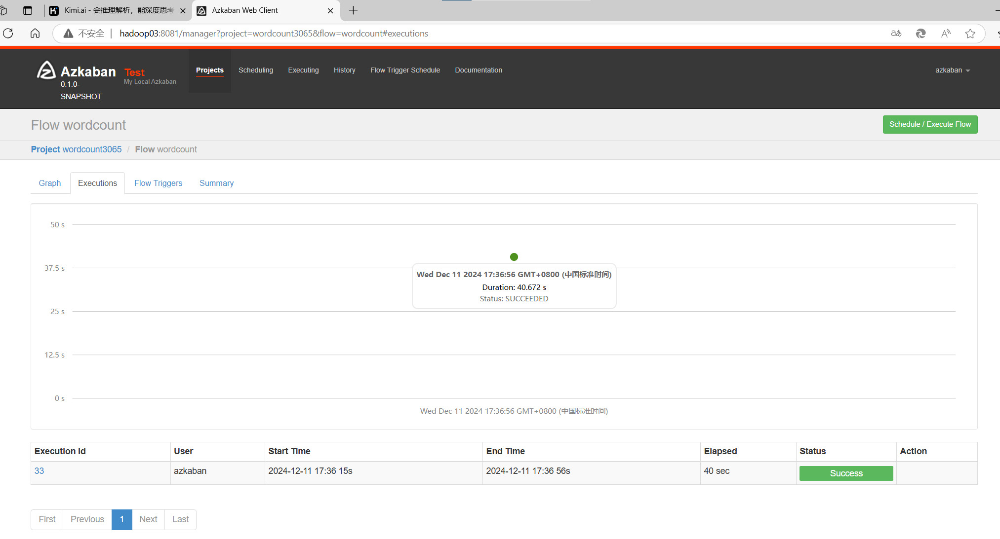 Kimi.ai - 会推理解析，能深度思考
Azkaban Web Client
不安全
hadoop03:8081/manager?project=wordcount3065&flow=wordcount#executions
Azkaban
0.1.0-
SNAPSHOT
Test
My Local Azkaban
Projects
Scheduling
Executing
History
Flow Trigger Schedule
Documentation
azkaban
Flow wordcount
Schedule / Execute Flow
Project wordcount3065 / Flow wordcount
Graph
Executions
Flow Triggers
Summary
50 s
37.5 s
25 s
12.5 s
0 s
Wed Dec 11 2024 17:36:56 GMT+0800 (中国标准时间)
Duration: 40.672 s
Status: SUCCEEDED
Wed Dec 11 2024 17:36:56 GMT+0800 (中国标准时间)
Execution Id User Start Time End Time Elapsed Status Action
33 azkaban 2024-12-11 17:36 15s 2024-12-11 17:36 56s 40 sec Success
First Previous 1 Next Last